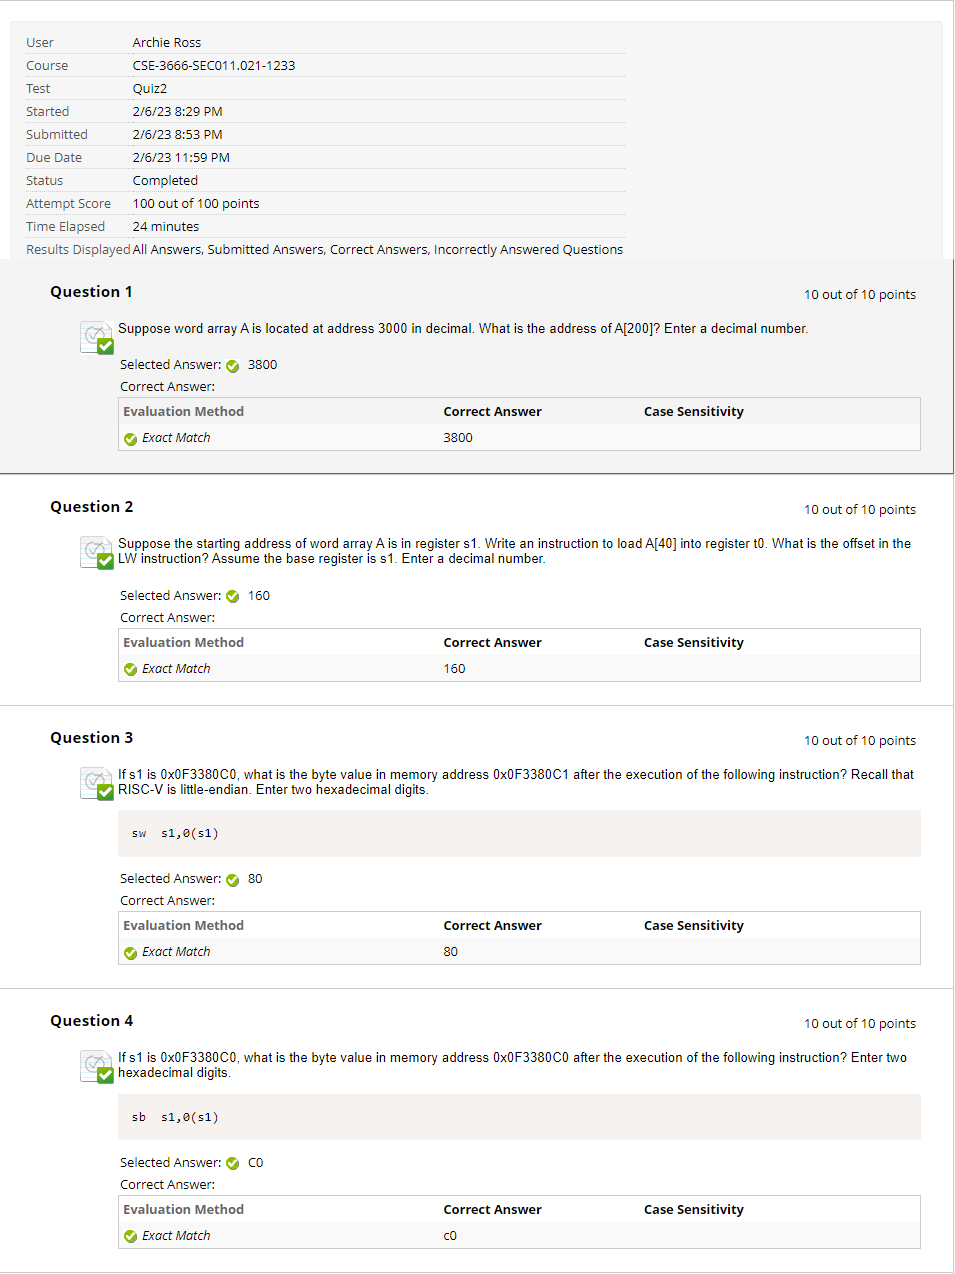 User Archie Ross
Course CSE-3666-SEC011.021-1233
Test Quiz2
Started 2/6/23 8:29 PM
Submitted 2/6/23 8:53 PM
Due Date 2/6/23 11:59 PM
Status Completed
Attempt Score 100 out of 100 points
Time Elapsed 24 minutes
Results Displayed All Answers, Submitted Answers, Correct Answers, Incorrectly Answered Questions
Question 1 10 out of 10 points
Suppose word array A is located at address 3000 in decimal. What is the address of A[200]? Enter a decimal number.
Selected Answer: 3800
Correct Answer:
Evaluation Method Correct Answer Case Sensitivity
Exact Match 3800
Question 2 10 out of 10 points
Suppose the starting address of word array A is in register s1. Write an instruction to load A[40] into register t0. What is the offset in the
LW instruction? Assume the base register is s1. Enter a decimal number.
Selected Answer: 160
Correct Answer:
Evaluation Method Correct Answer Case Sensitivity
Exact Match 160
Question 3 10 out of 10 points
If s1 is 0x0F3380C0, what is the byte value in memory address 0x0F3380C1 after the execution of the following instruction? Recall that
RISC-V is little-endian. Enter two hexadecimal digits.
sw s1,0(s1)
Selected Answer: 80
Correct Answer:
Evaluation Method Correct Answer Case Sensitivity
Exact Match 80
Question 4 10 out of 10 points
If s1 is 0x0F3380C0, what is the byte value in memory address 0x0F3380C0 after the execution of the following instruction? Enter two
hexadecimal digits.
sb s1,0(s1)
Selected Answer: C0
Correct Answer:
Evaluation Method Correct Answer Case Sensitivity
Exact Match c0